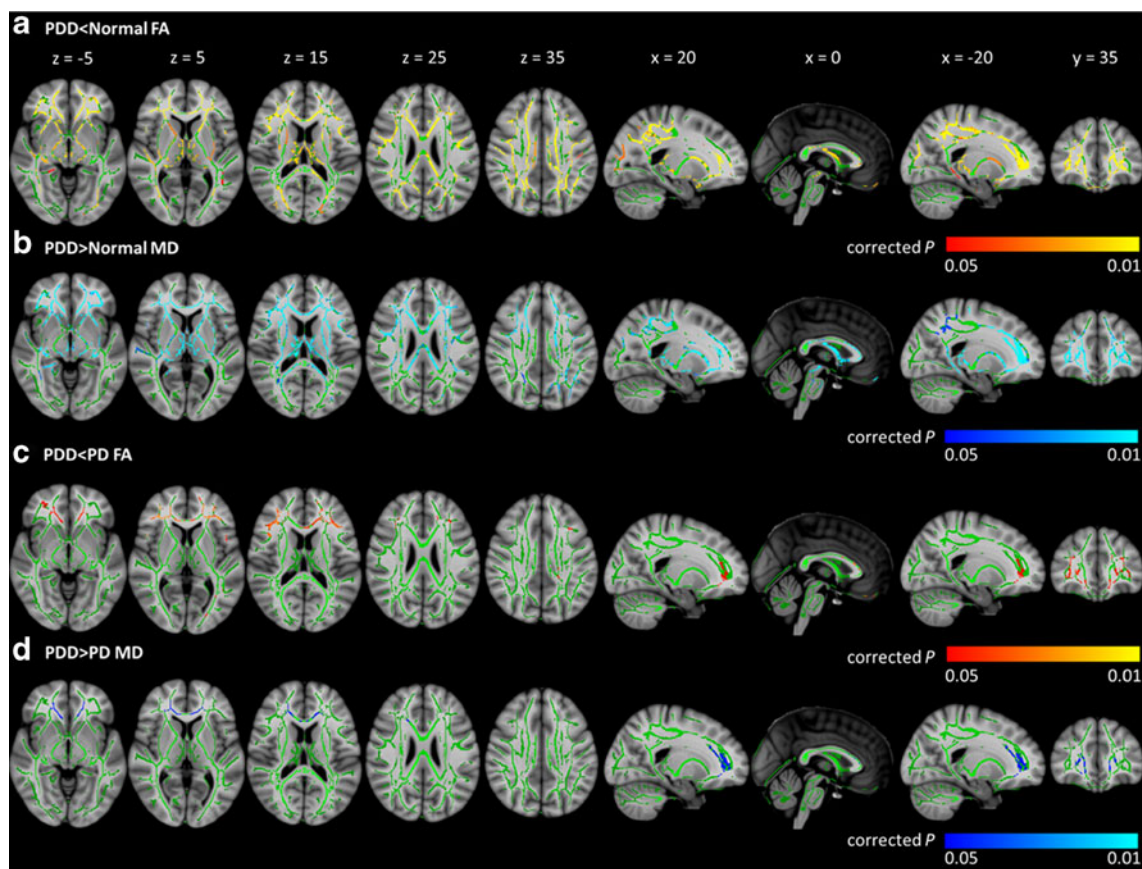 a PDD<Normal FA
z = -5 z = 5 z = 15 z = 25 z = 35 x = 20 x = 0 x = -20 y = 35
corrected P
0.05 0.01
b PDD>Normal MD
corrected P
0.05 0.01
c PDD<PD FA
corrected P
0.05 0.01
d PDD>PD MD
corrected P
0.05 0.01